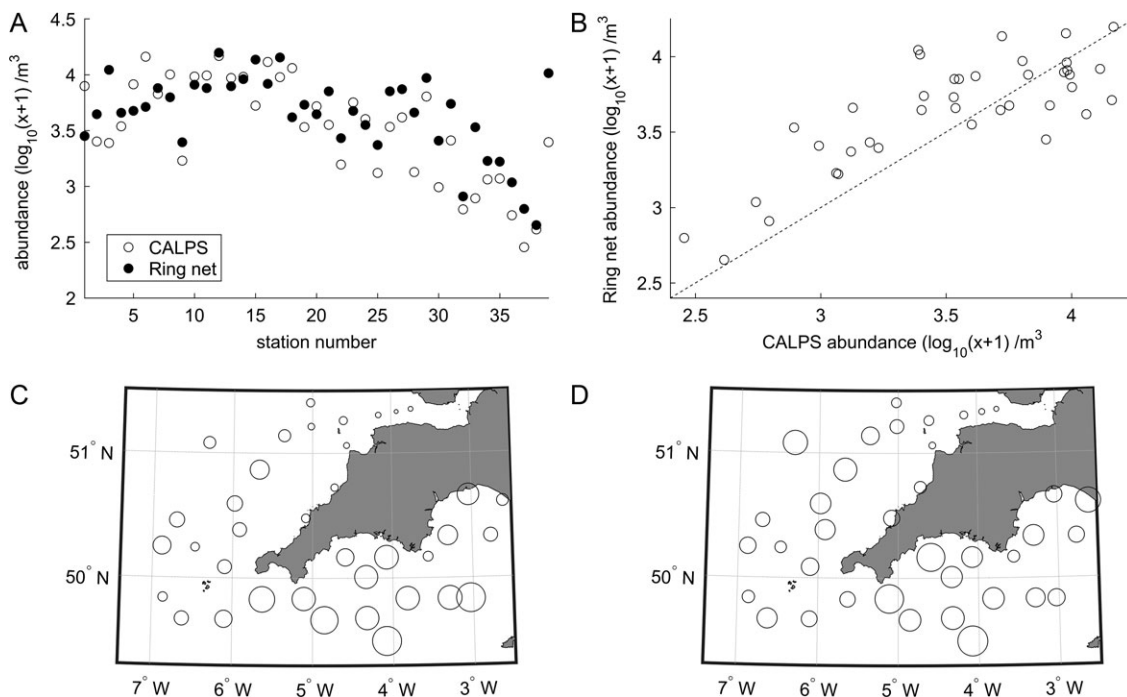 A
abundance (log10(x+1) /m3
4.5
4
3.5
3
2.5
2
CALPS
Ring net
5 10 15 20 25 30 35
station number
B
Ring net abundance (log10(x+1) /m3
4
3.5
3
2.5
2.5 3 3.5 4
CALPS abundance (log10(x+1) /m3
C
51° N
50° N
7° W 6° W 5° W 4° W 3° W
D
51° N
50° N
7° W 6° W 5° W 4° W 3° W